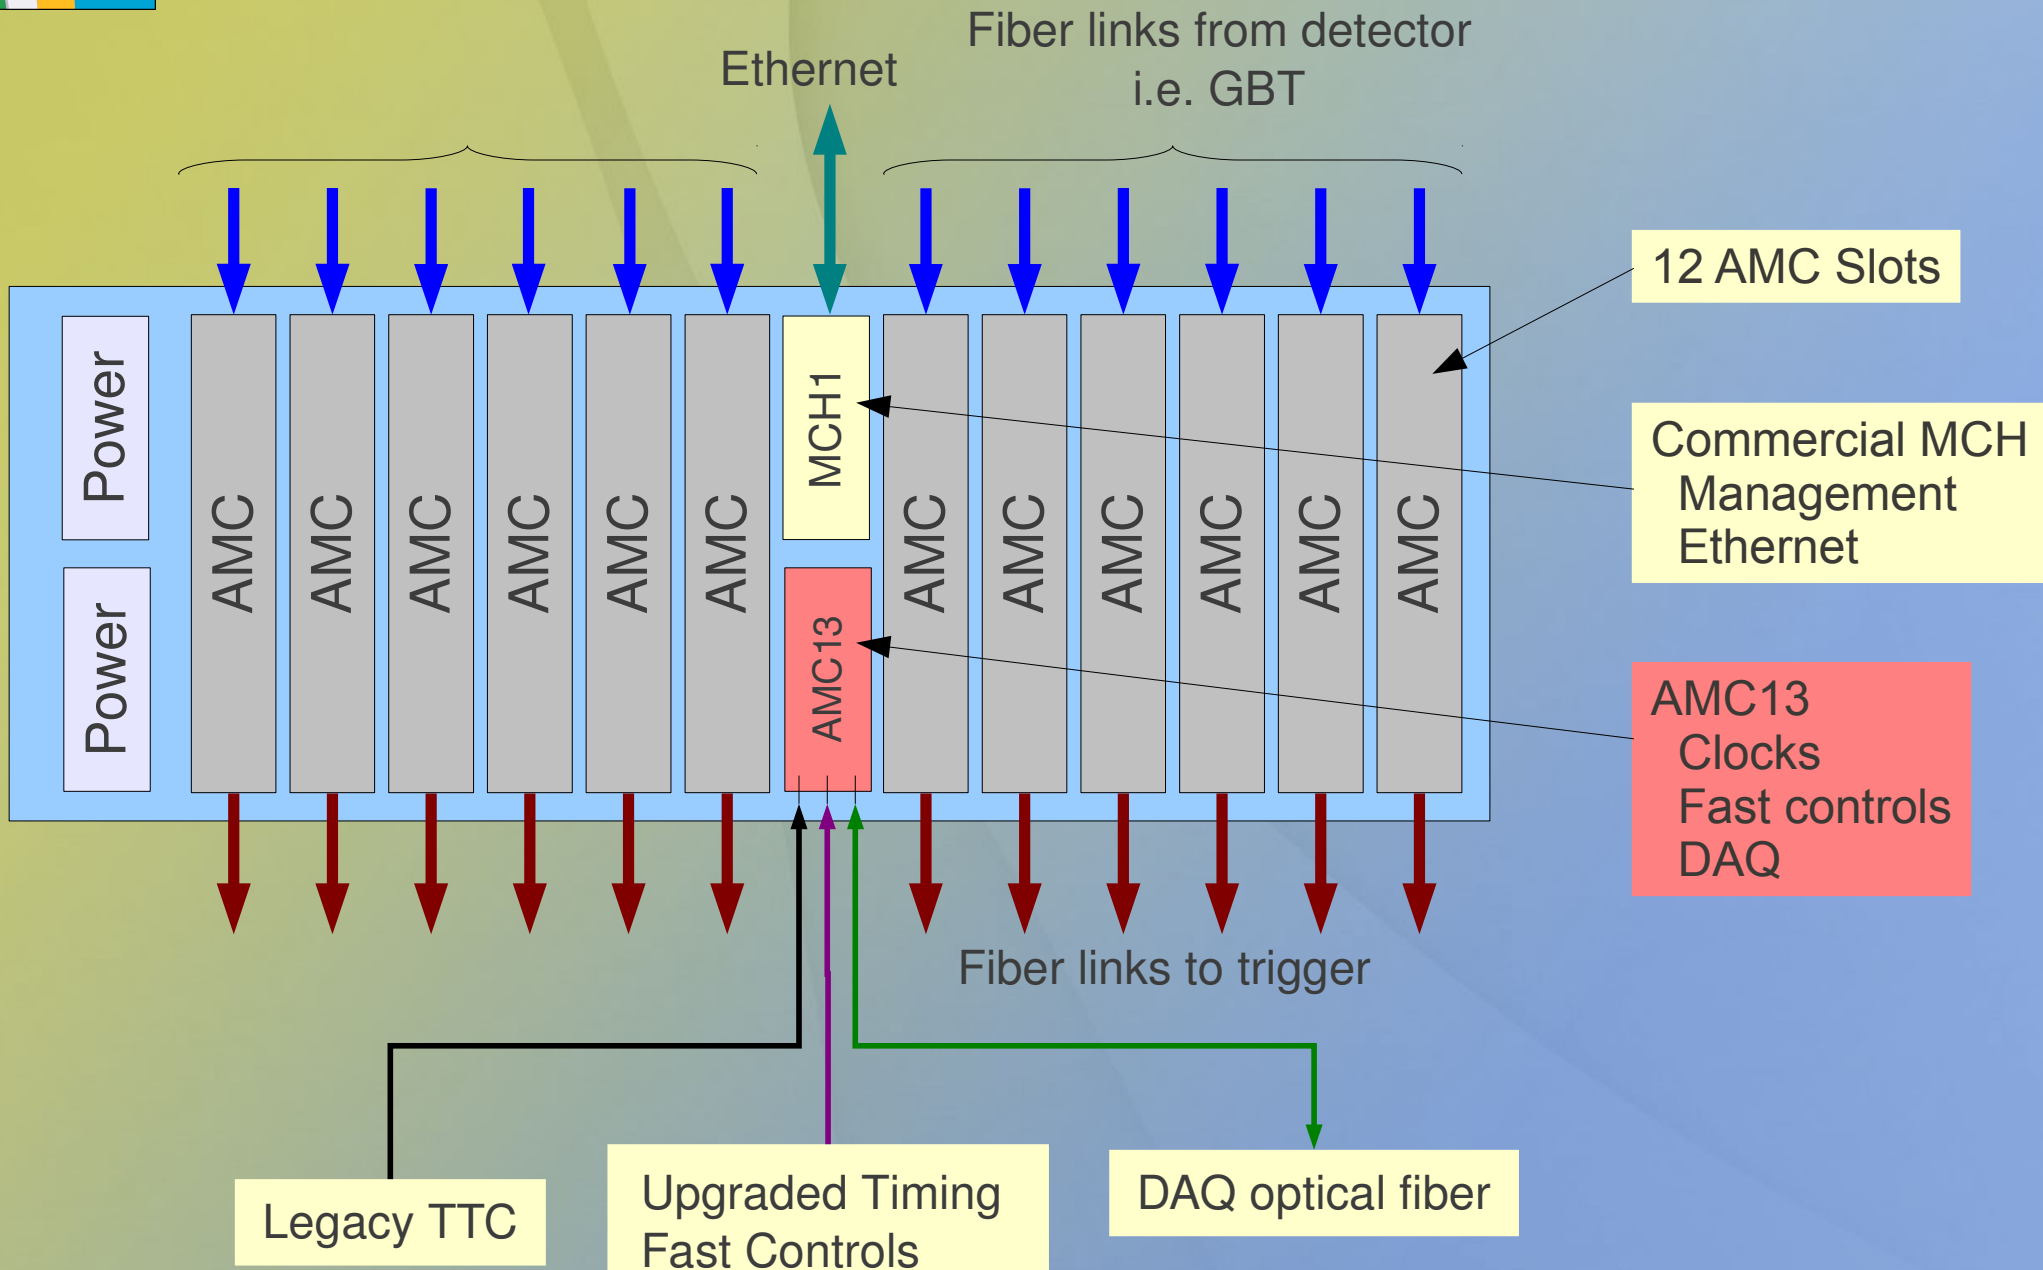 Fiber links from detector
i.e. GBT
Ethernet
12 AMC Slots
Power
Power
AMC
AMC
AMC
AMC
AMC
AMC
MCH1
AMC13
AMC
AMC
AMC
AMC
AMC
AMC
Commercial MCH
Management
Ethernet
AMC13
Clocks
Fast controls
DAQ
Fiber links to trigger
Legacy TTC
Upgraded Timing
Fast Controls
DAQ optical fiber